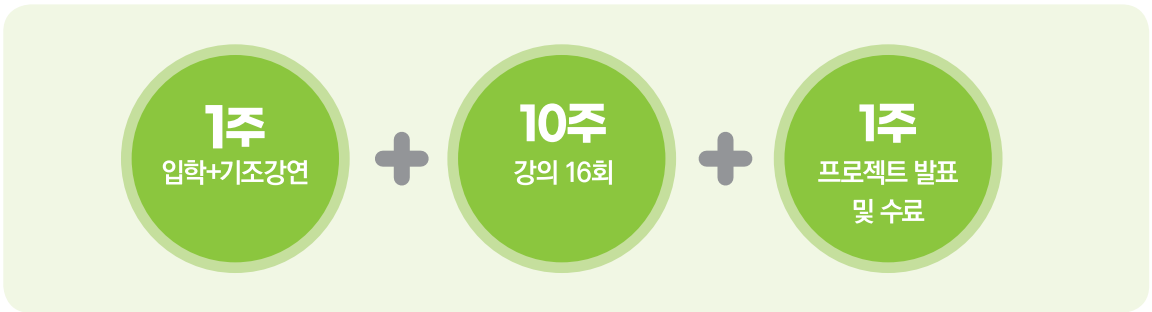 1주
입학+기조강연
+
10주
강의 16회
+
1주
프로젝트 발표
및 수료